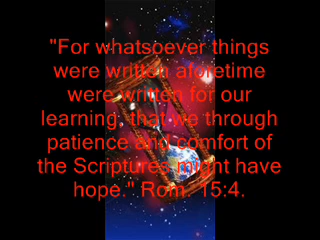 "For whatsoever things
were written aforetime
were written for our
learning, that we through
patience and comfort of
the Scriptures might have
hope." Rom. 15:4.